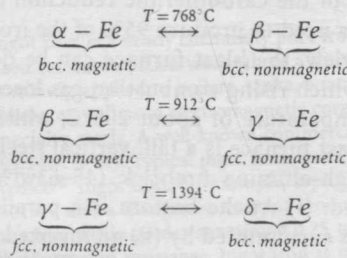 T = 768°C
α − Fe ⟷ β − Fe
bcc, magnetic bcc, nonmagnetic
T = 912°C
β − Fe ⟷ γ − Fe
bcc, nonmagnetic fcc, nonmagnetic
T = 1394 C
γ − Fe ⟷ δ − Fe
fcc, nonmagnetic bcc, magnetic